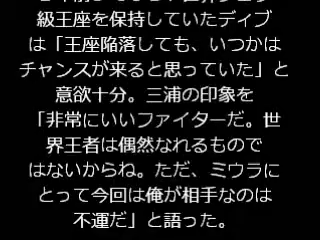 級王座を保持していたディブ
は「王座陥落しても、いつかは
チャンスが来ると思っていた」と
意欲十分。三浦の印象を
「非常にいいファイターだ。世
界王者は偶然なれるもので
はないからね。ただ、ミウラに
とって今回は俺が相手なのは
不運だ」と語った。